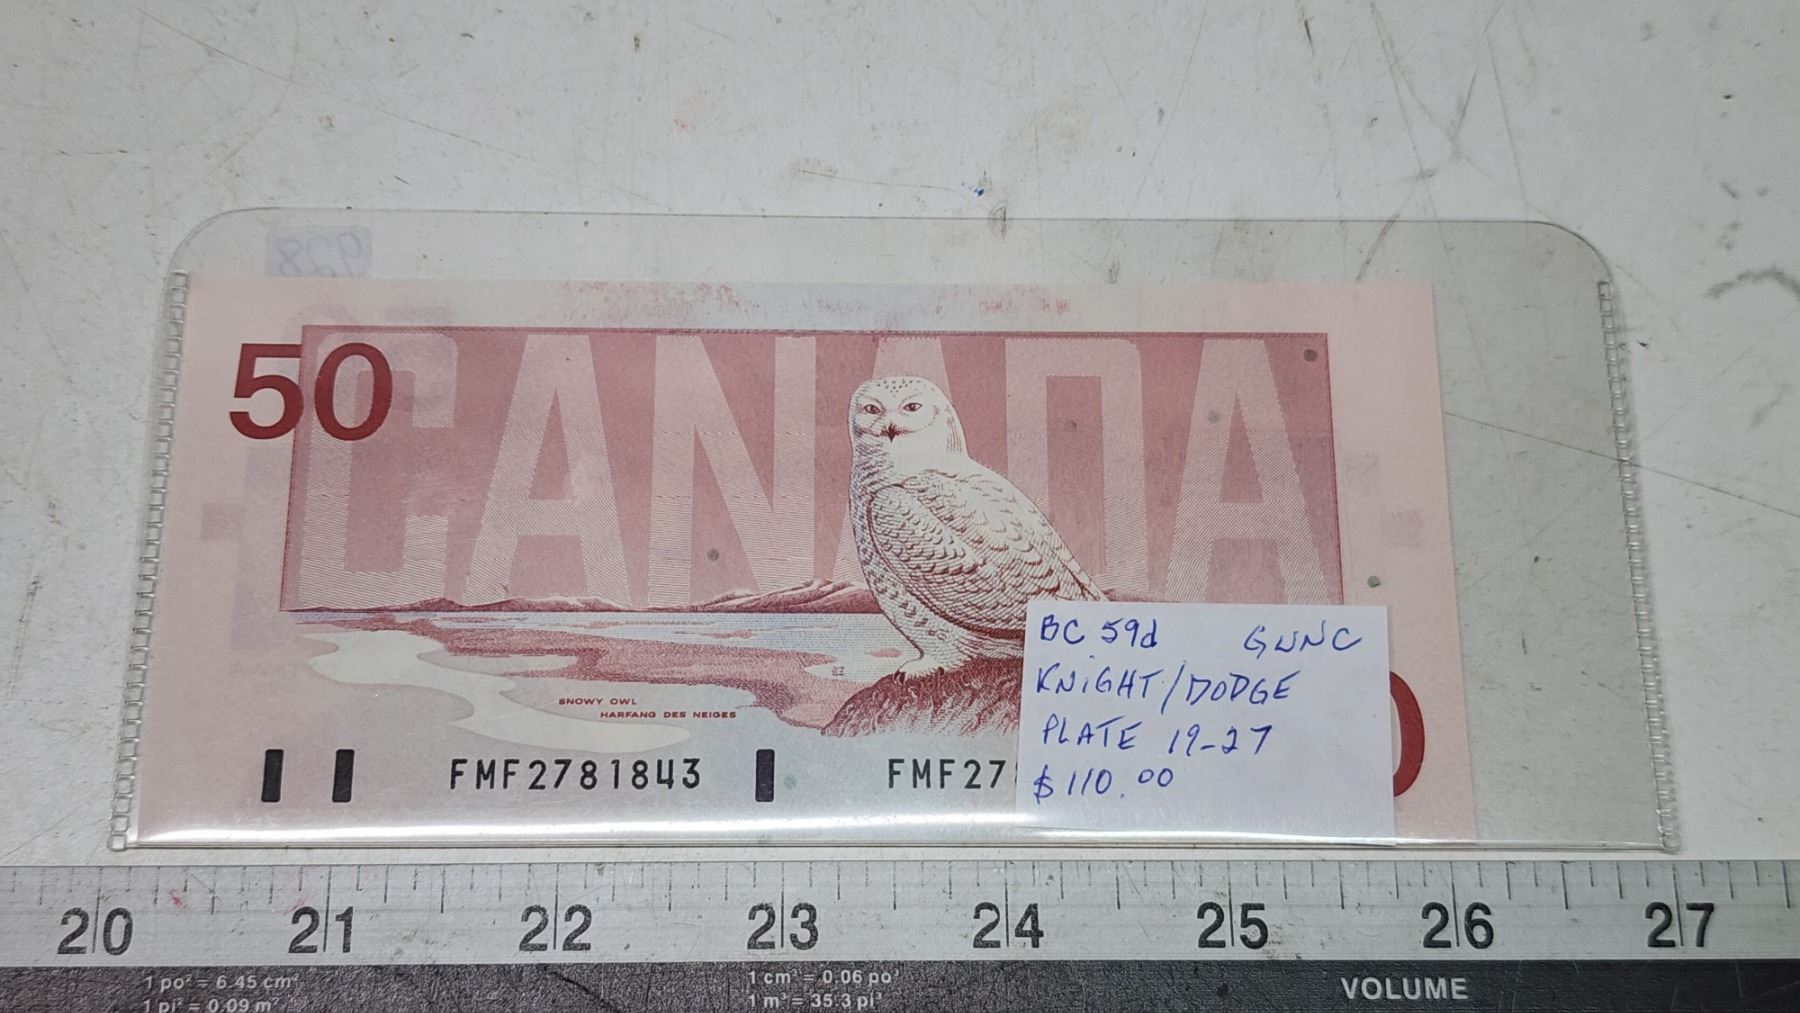 50
CANADA
SNOWY OWL
HARFANG DES NEIGES
FMF2781843
FMF27
0
BC 59d GUNC
KNIGHT/DODGE
PLATE 19-27
$110.00
20 21 22 23 24 25 26 27
1 po² = 6.45 cm²
1 pi² = 0.09 m²
1 cm³ = 0.06 po³
1 m³ = 35.3 pi³
VOLUME